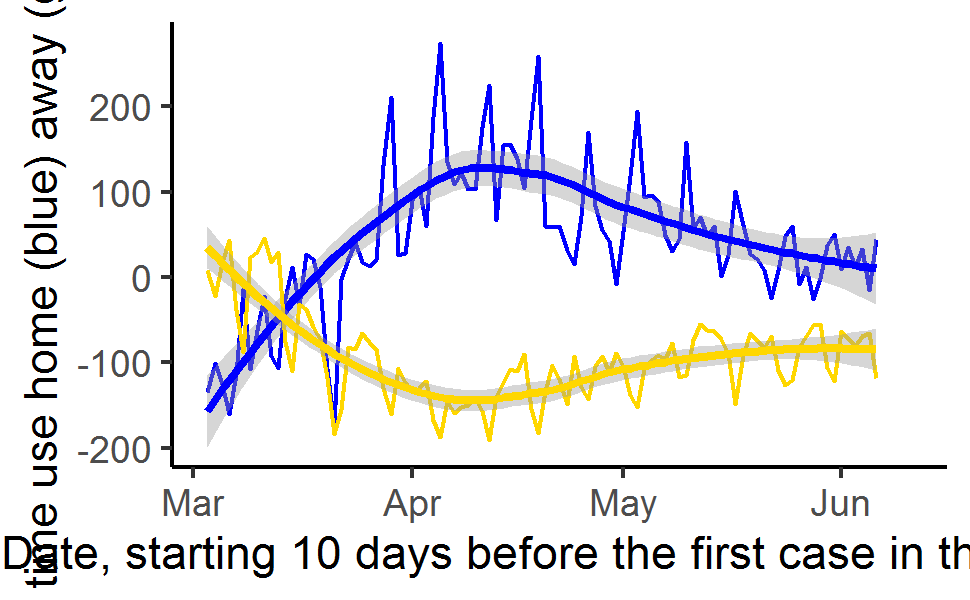 time use home (blue) away (
200
100
0
-100
-200
Mar Apr May Jun
Date, starting 10 days before the first case in th